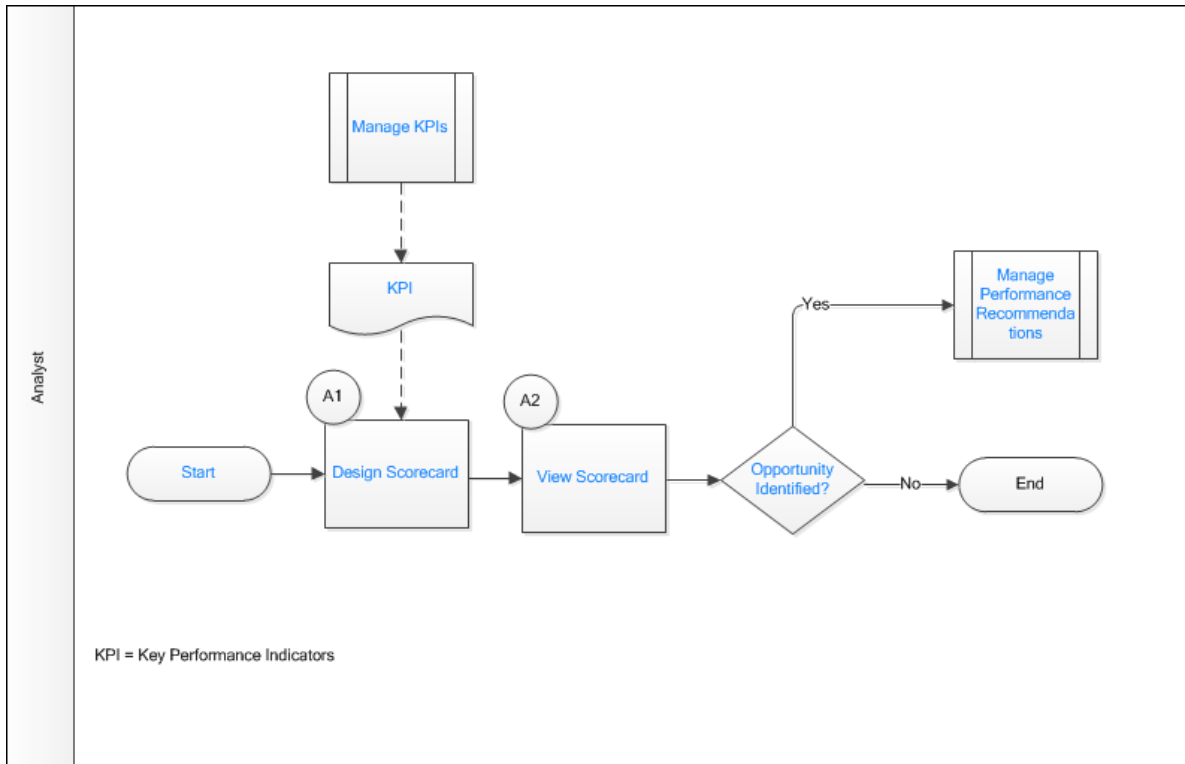 Analyst
Manage KPIs
KPI
A1
A2
Start
Design Scorecard
View Scorecard
Opportunity
Identified?
Yes
Manage
Performance
Recommenda
tions
No
End
KPI = Key Performance Indicators